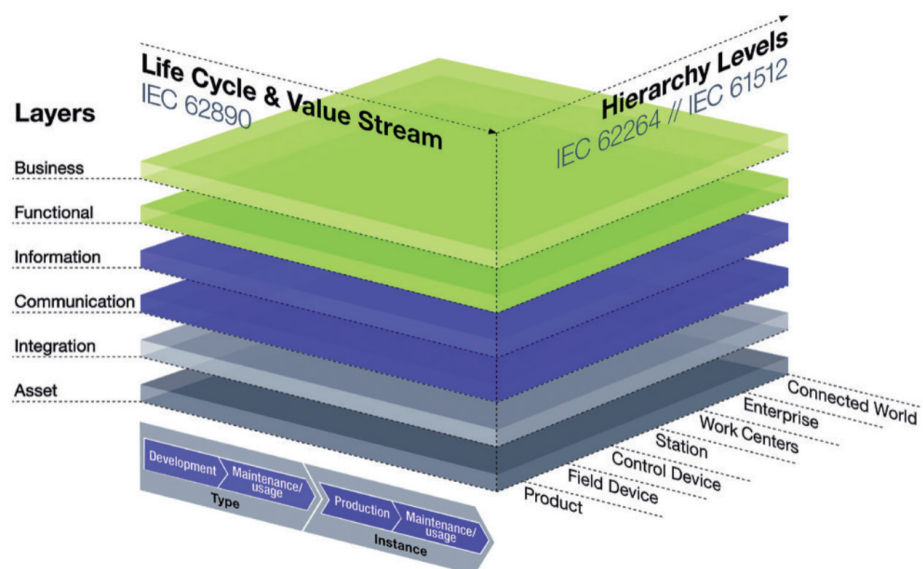 Life Cycle & Value Stream
IEC 62890
Hierarchy Levels
IEC 62264 // IEC 61512
Layers
Business
Functional
Information
Communication
Integration
Asset
Development
Maintenance/
usage
Type
Production
Maintenance/
usage
Instance
Product
Field Device
Control Device
Station
Work Centers
Enterprise
Connected World